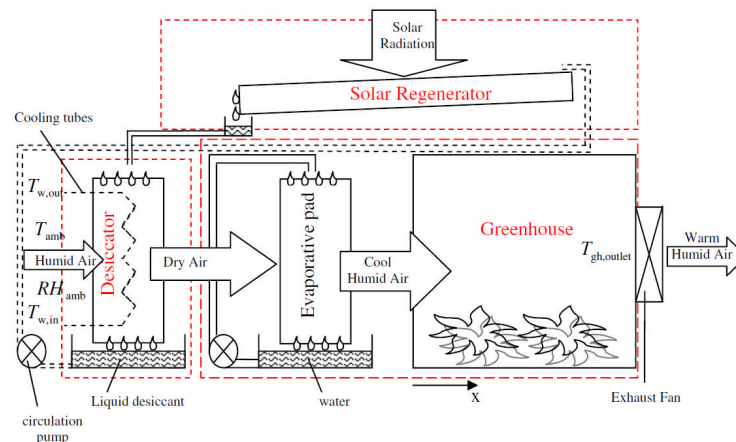 Solar
Radiation
Solar Regenerator
Cooling tubes
T_w,out
T_amb
Humid Air
RH_amb
T_w,in
Desiccator
Dry Air
Evaporative pad
Cool
Humid Air
Greenhouse
T_gh,outlet
Warm
Humid Air
Liquid desiccant
water
X
Exhaust Fan
circulation
pump